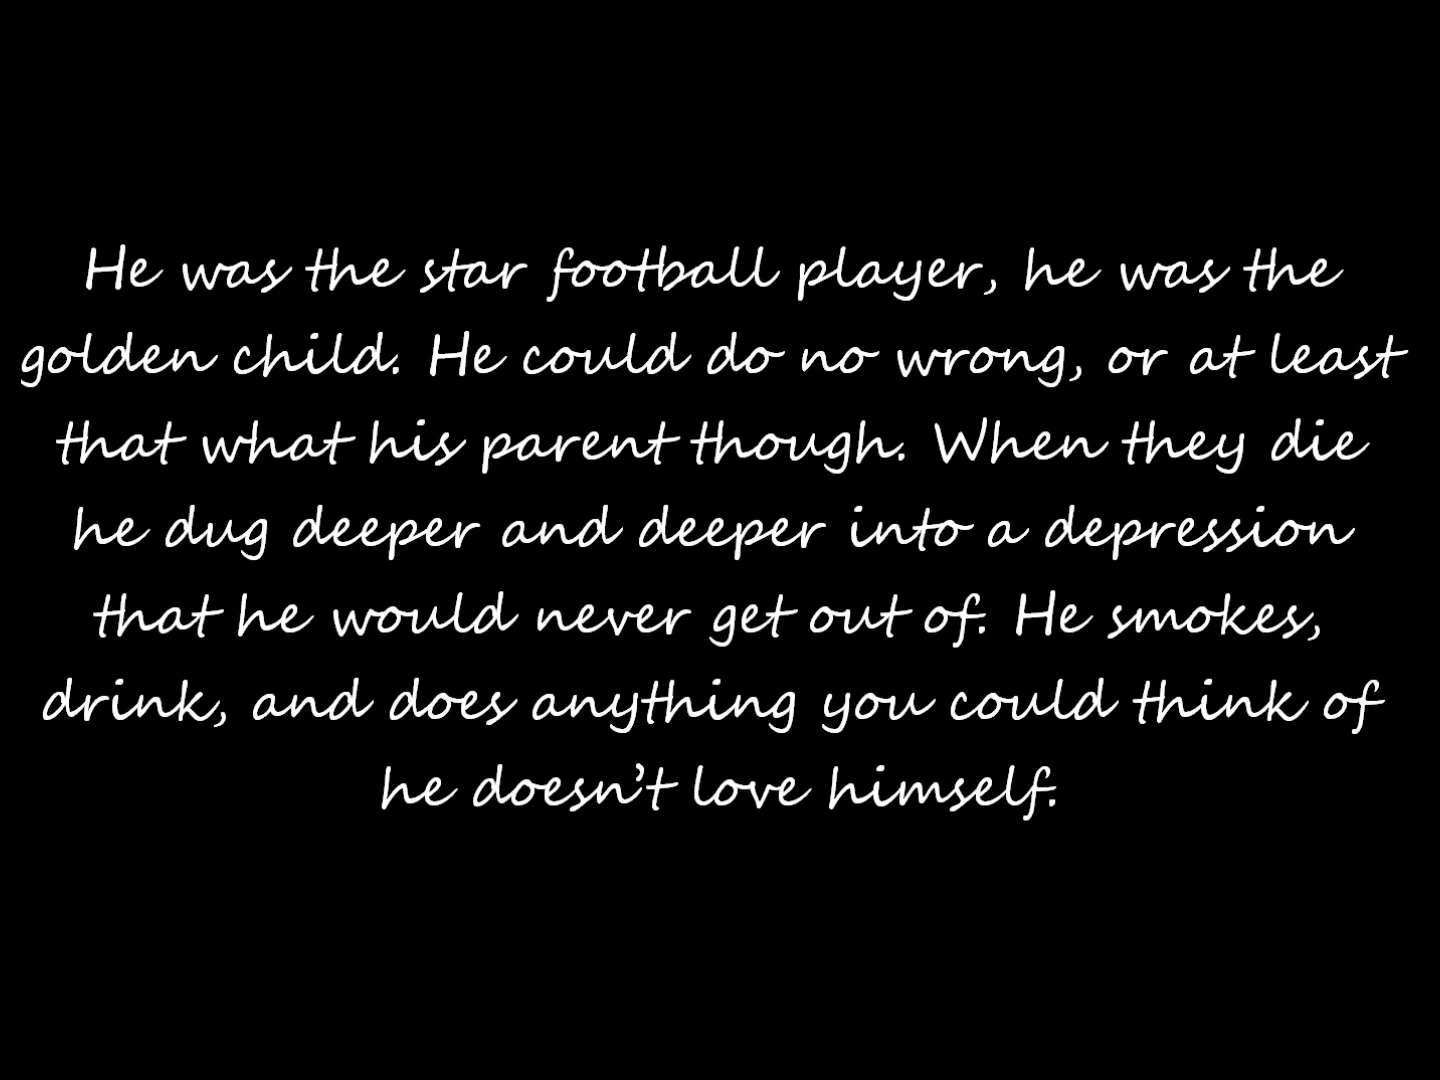 He was the star football player, he was the
golden child. He could do no wrong, or at least
that what his parent though. When they die
he dug deeper and deeper into a depression
that he would never get out of. He smokes,
drink, and does anything you could think of
he doesn't love himself.